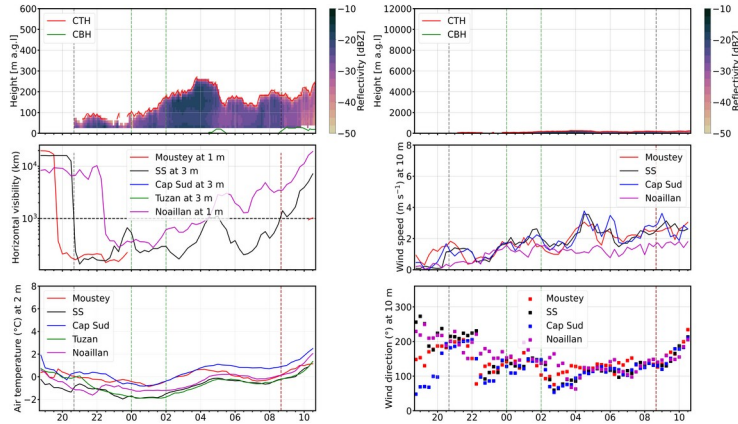 600
500
400
300
200
100
0
Height [m a.g.l]
CTH
CBH
−10
−20
−30
−40
−50
Reflectivity [dBZ]
12000
10000
8000
6000
4000
2000
0
Height [m a.g.l]
CTH
CBH
−10
−20
−30
−40
−50
Reflectivity [dBZ]
10⁴
10³
Horizontal Visibility (km)
Moustey at 1 m
SS at 3 m
Cap Sud at 3 m
Tuzan at 3 m
Noaillan at 1 m
8
6
4
2
0
Wind speed (m s⁻¹) at 10 m
Moustey
SS
Cap Sud
Noaillan
8
6
4
2
0
−2
Air temperature (°C) at 2 m
Moustey
SS
Cap Sud
Tuzan
Noaillan
20 22 00 02 04 06 08 10
300
200
100
0
Wind direction (°) at 10 m
Moustey
SS
Cap Sud
Noaillan
20 22 00 02 04 06 08 10